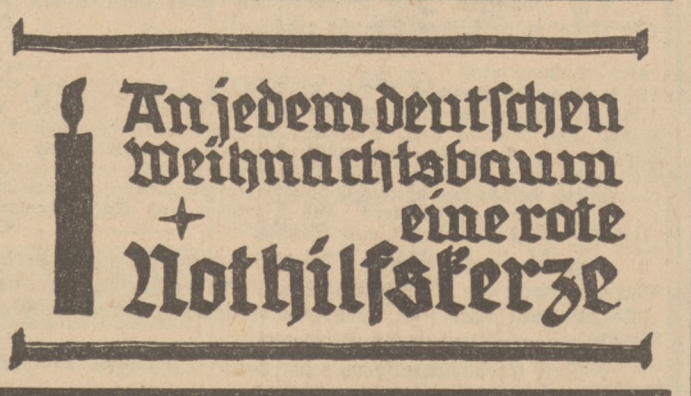 An jedem deutschen
Weihnachtsbaum
eine rote
Nothilfskerze